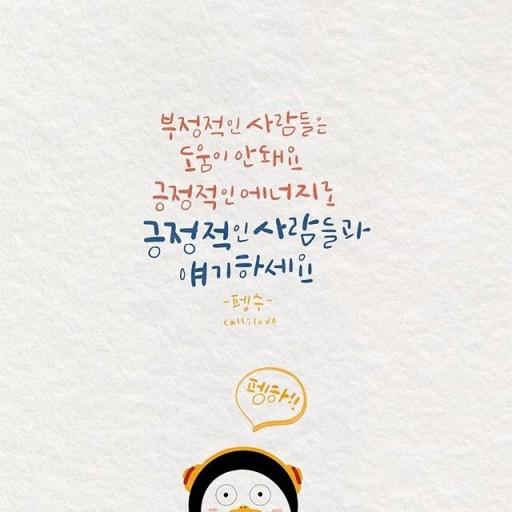 부정적인 사람들은
도움이 안돼요
긍정적인 에너지로
긍정적인 사람들과
얘기하세요
-펭수-
calli love
펭하!!